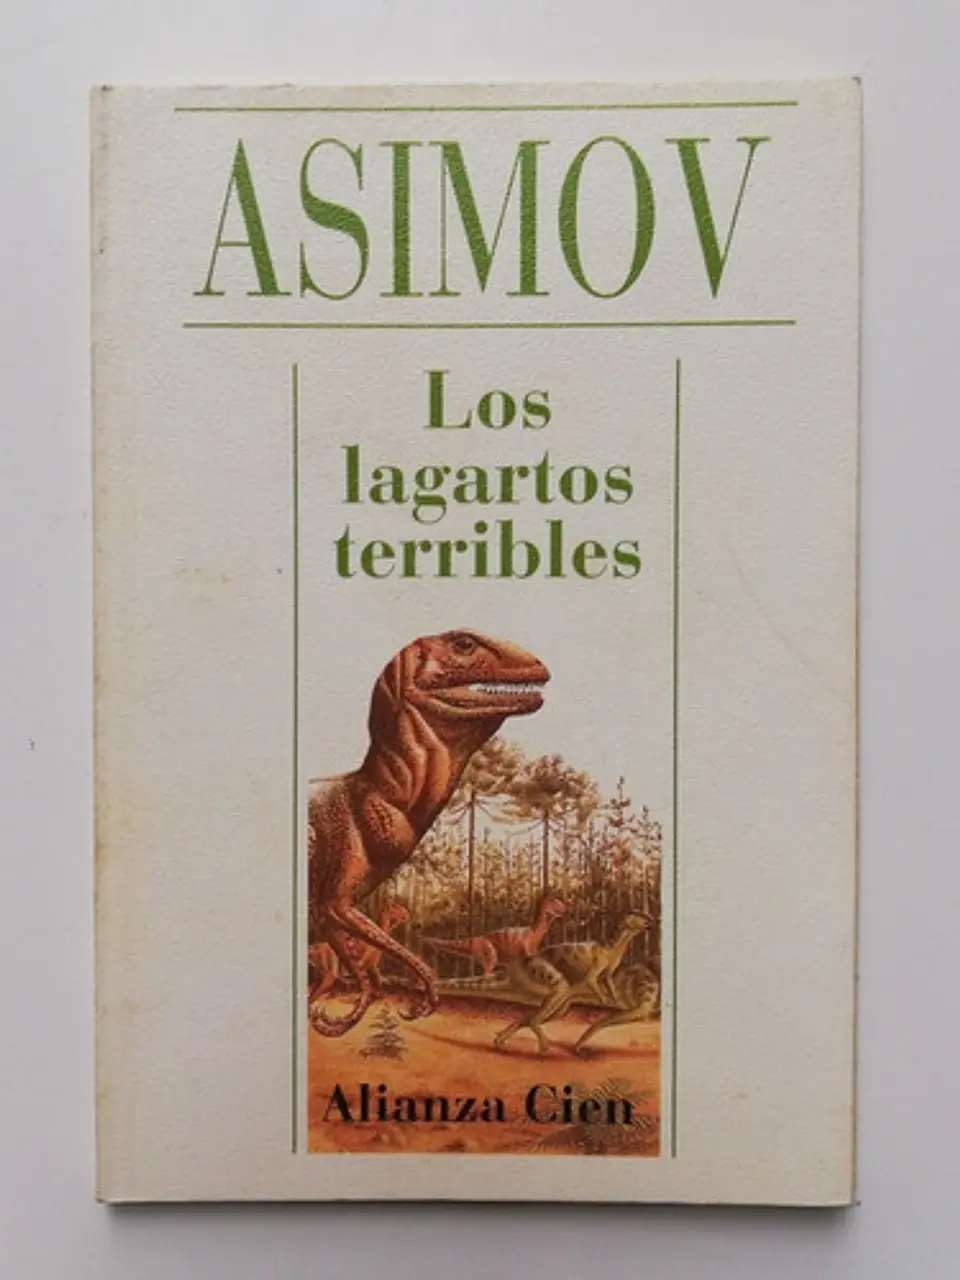 ASIMOV
Los
lagartos
terribles
Alianza Cien